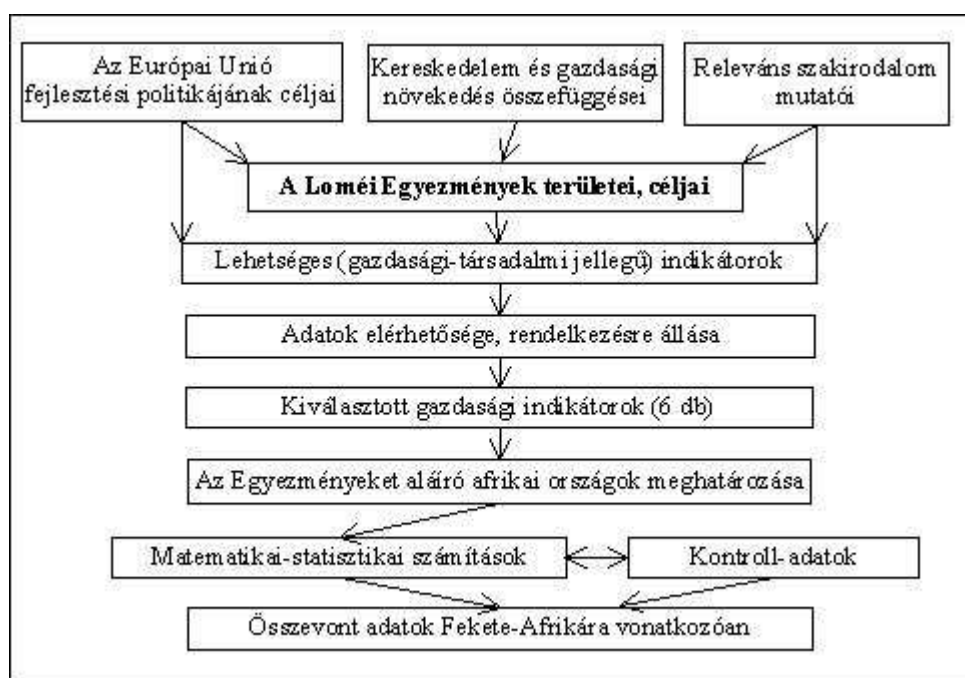 Az Európai Unió
fejlesztési politikájának céljai
Kereskedelem és gazdasági
növekedés összefüggései
Releváns szakirodalom
mutatói
A Loméi Egyezmények területei, céljai
Lehetséges (gazdasági-társadalmi jellegű) indikátorok
Adatok elérhetősége, rendelkezésre állása
Kiválasztott gazdasági indikátorok (6 db)
Az Egyezményeket aláíró afrikai országok meghatározása
Matematikai-statisztikai számítások
Kontroll-adatok
Összevont adatok Fekete-Afrikára vonatkozóan